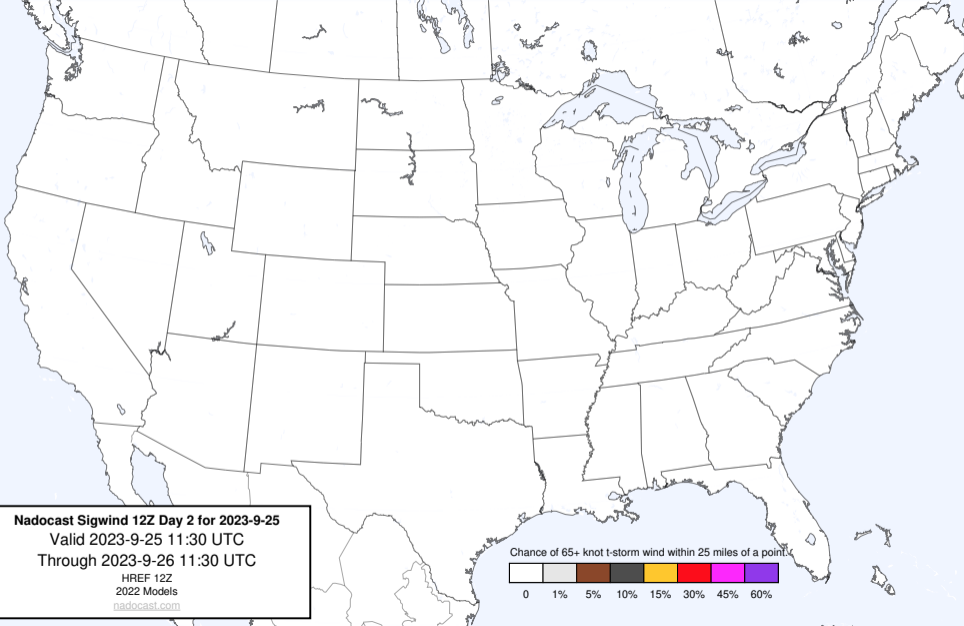 Nadocast Sigwind 12Z Day 2 for 2023-9-25
Valid 2023-9-25 11:30 UTC
Through 2023-9-26 11:30 UTC
HREF 12Z
2022 Models
nadocast.com
Chance of 65+ knot t-storm wind within 25 miles of a point.
0 1% 5% 10% 15% 30% 45% 60%